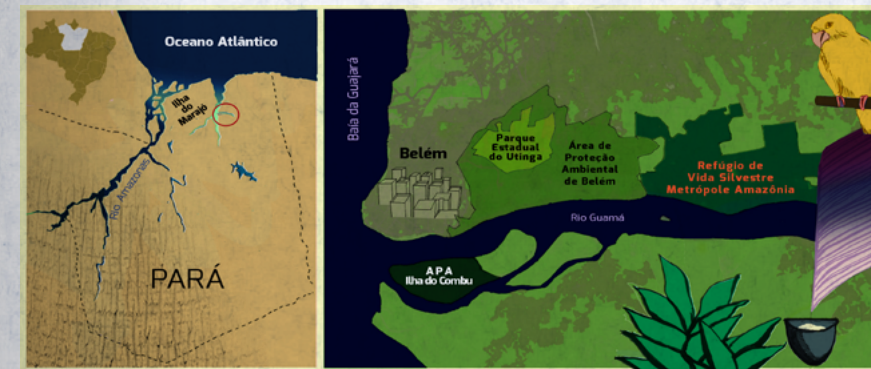 Oceano Atlântico
Ilha
do
Marajó
Rio Amazonas
PARÁ
Baía da Guajará
Belém
Parque
Estadual
do Utinga
Área de
Proteção
Ambiental
de Belém
Refúgio de
Vida Silvestre
Metrópole Amazônia
Rio Guamá
APA
Ilha do Combu